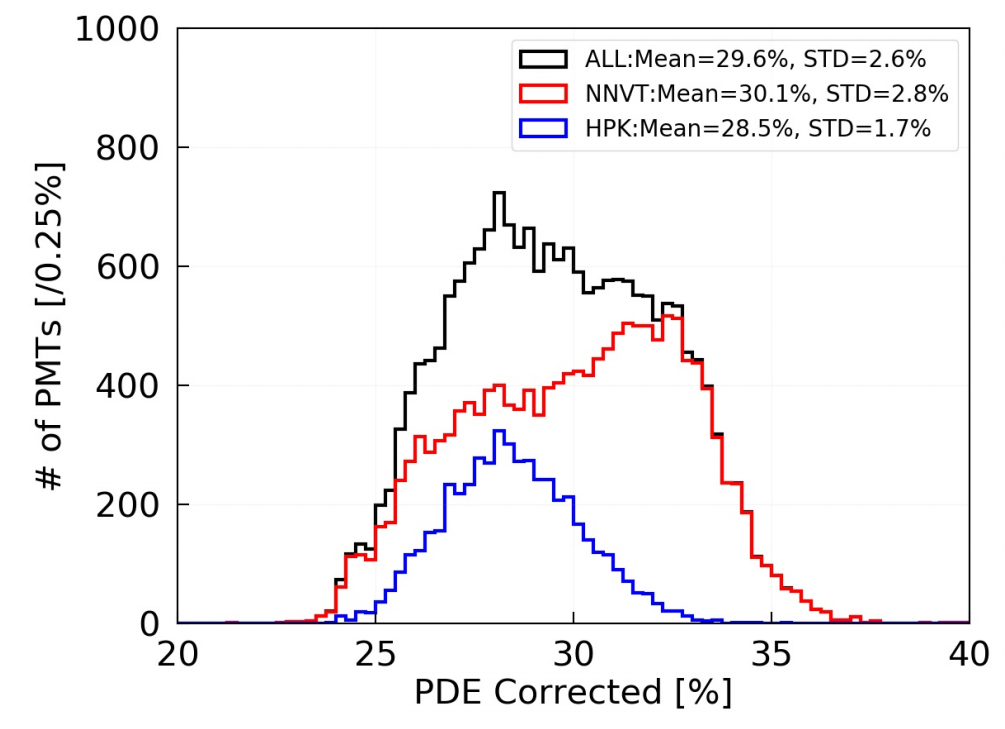 1000
800
600
400
200
0
# of PMTs [/0.25%]
ALL:Mean=29.6%, STD=2.6%
NNVT:Mean=30.1%, STD=2.8%
HPK:Mean=28.5%, STD=1.7%
20 25 30 35 40
PDE Corrected [%]